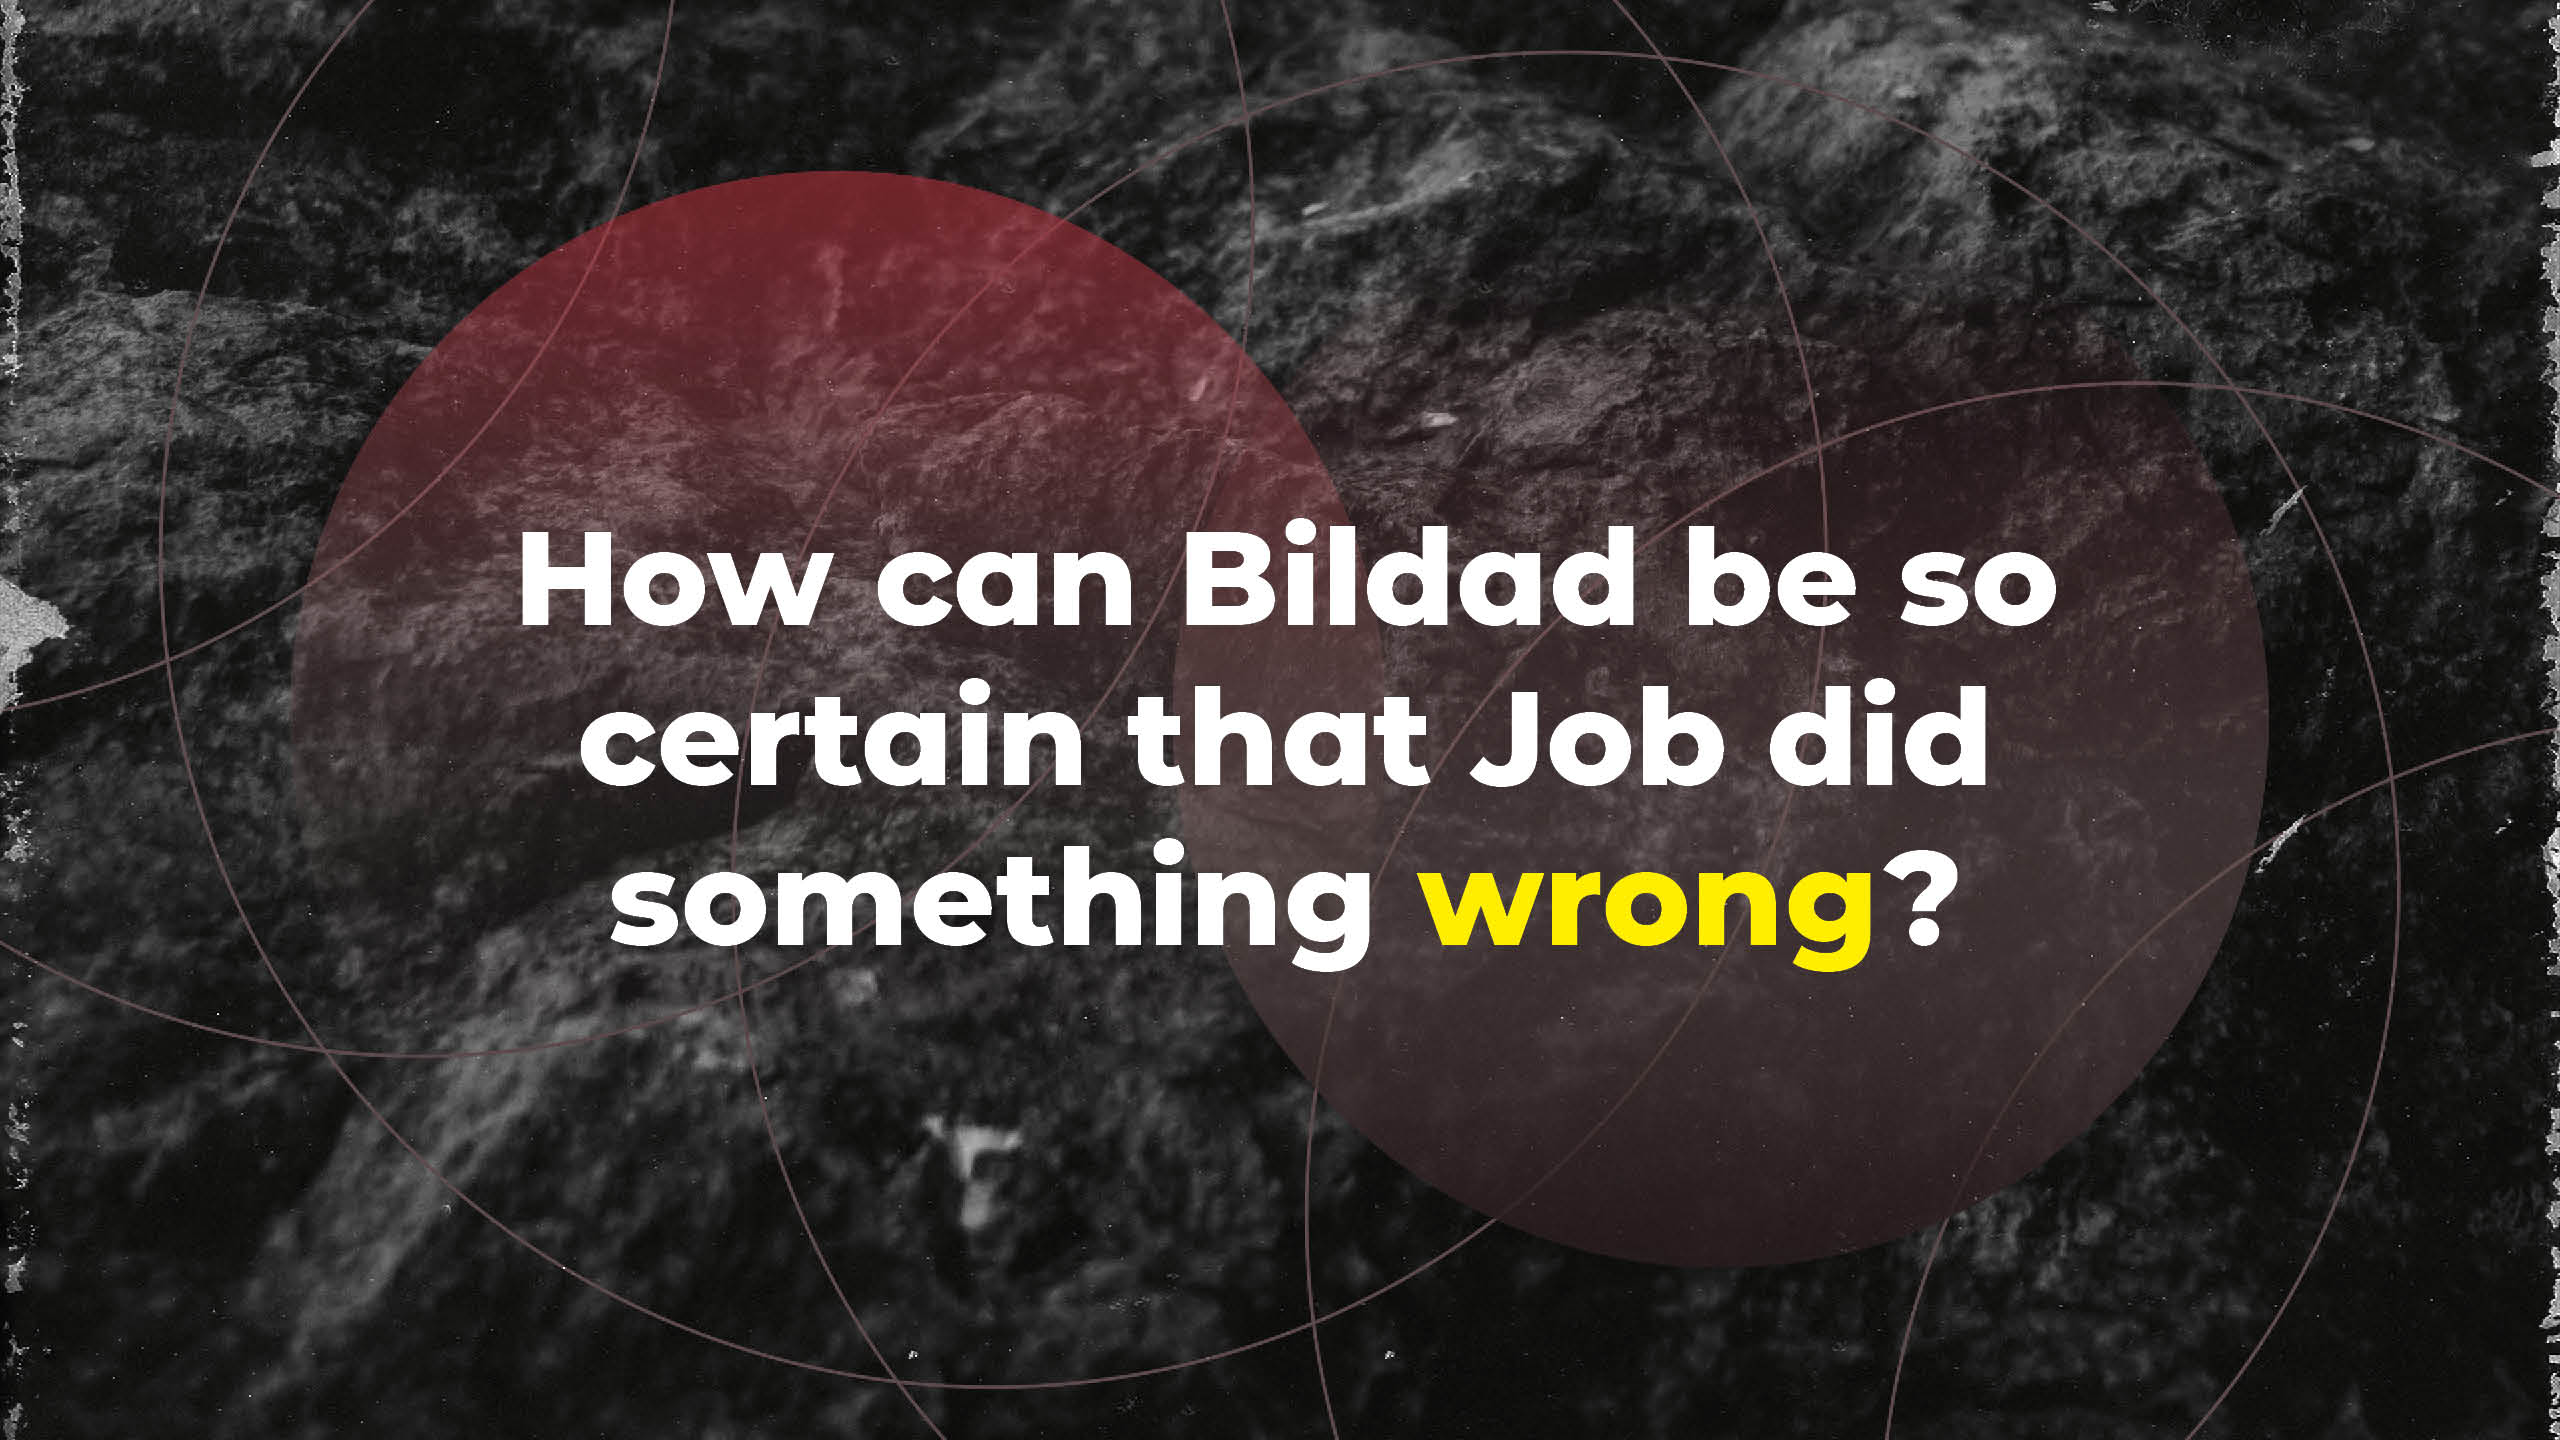 How can Bildad be so
certain that Job did
something wrong?